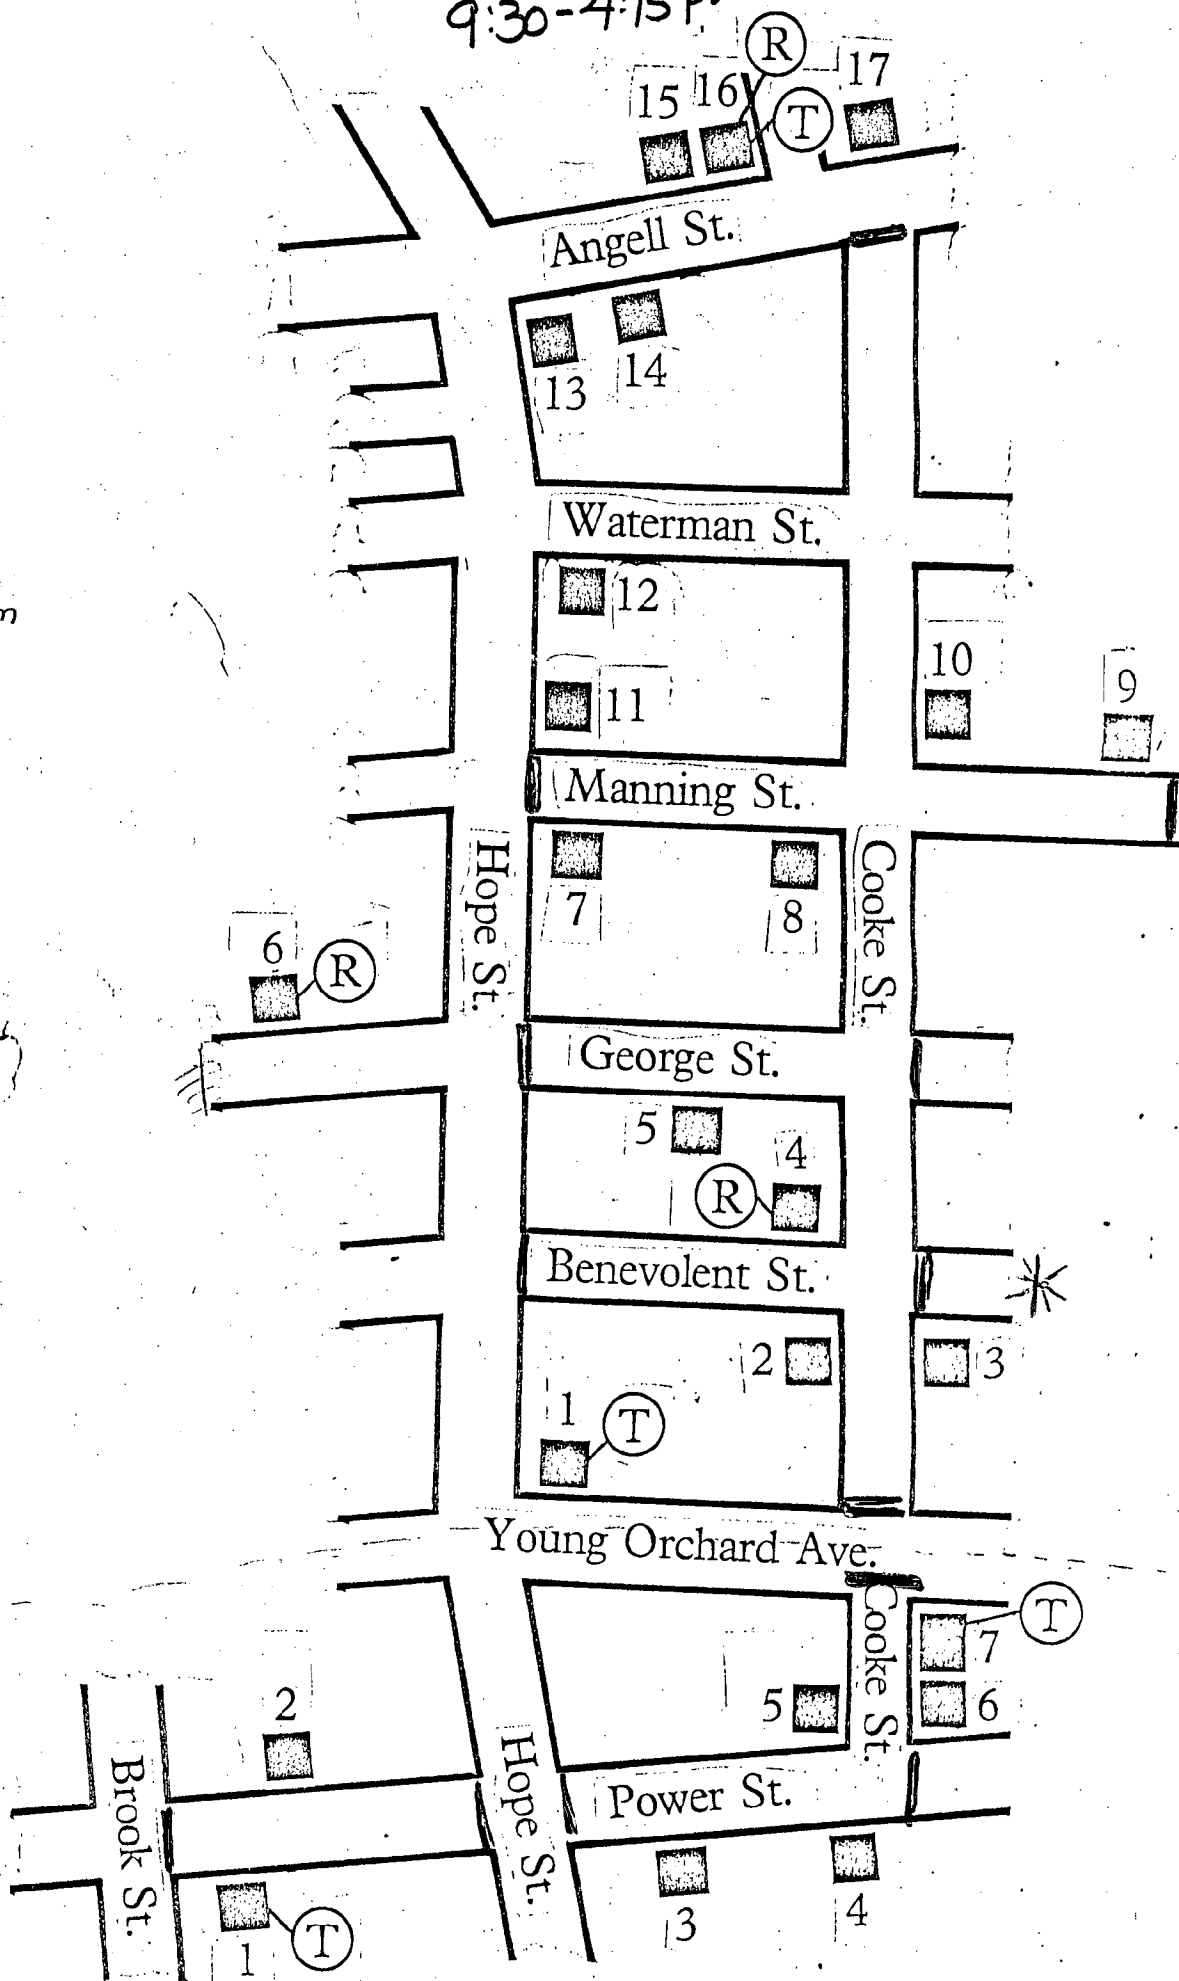 9:30-4:15 P.
R
15 16 17
T
Angell St.
13 14
Waterman St.
12
10
9
11
Manning St.
Hope St.
Cooke St.
7 8
6 R
George St.
5
4
R
Benevolent St.
2 3
1 T
Young Orchard Ave.
Cooke St.
T
7
2
5 6
Hope St.
Brook St.
Power St.
3 4
1 T